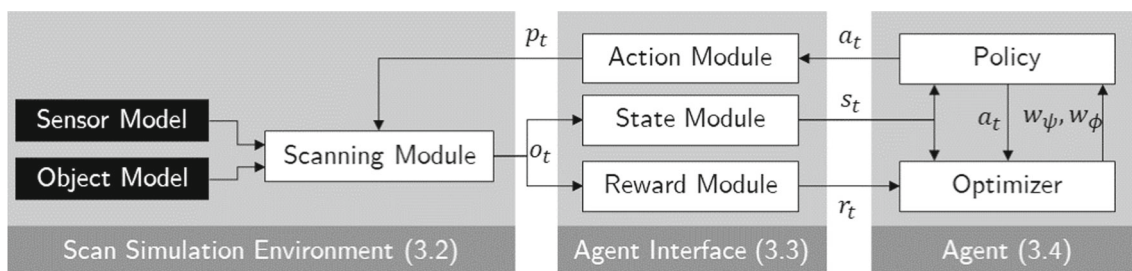 p_t
a_t
Action Module
Policy
Sensor Model
State Module
s_t
a_t
w_ψ, w_ϕ
Scanning Module
o_t
Object Model
Reward Module
Optimizer
r_t
Scan Simulation Environment (3.2)
Agent Interface (3.3)
Agent (3.4)